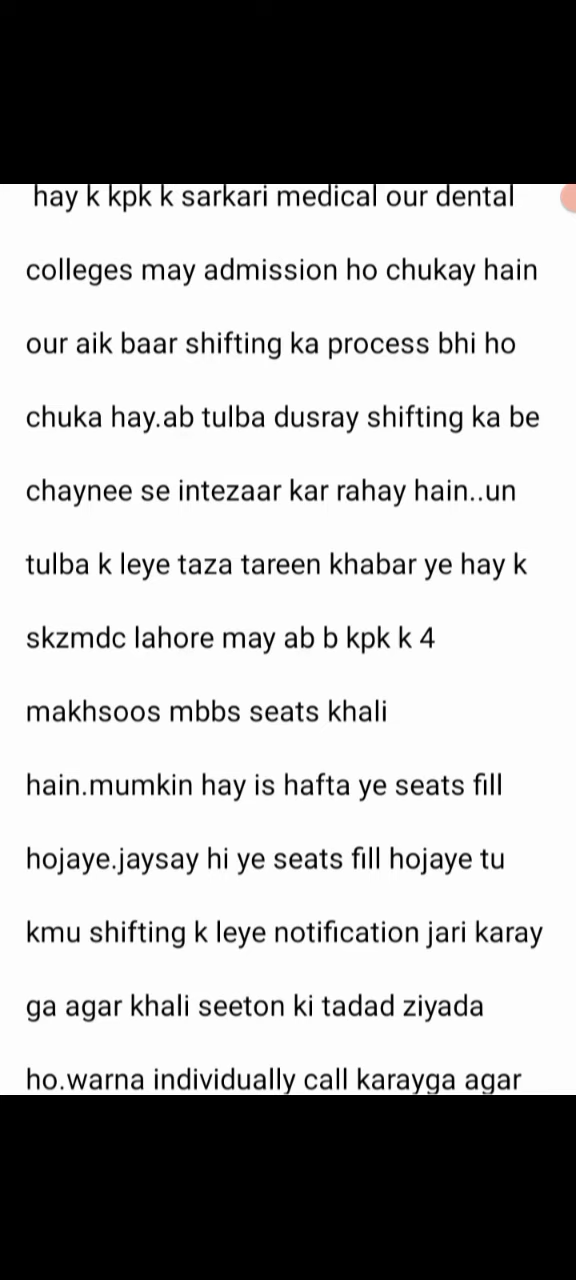 hay k kpk k sarkari medical our dental
colleges may admission ho chukay hain
our aik baar shifting ka process bhi ho
chuka hay.ab tulba dusray shifting ka be
chaynee se intezaar kar rahay hain..un
tulba k leye taza tareen khabar ye hay k
skzmdc lahore may ab b kpk k 4
makhsoos mbbs seats khali
hain.mumkin hay is hafta ye seats fill
hojaye.jaysay hi ye seats fill hojaye tu
kmu shifting k leye notification jari karay
ga agar khali seeton ki tadad ziyada
ho.warna individually call karayga agar